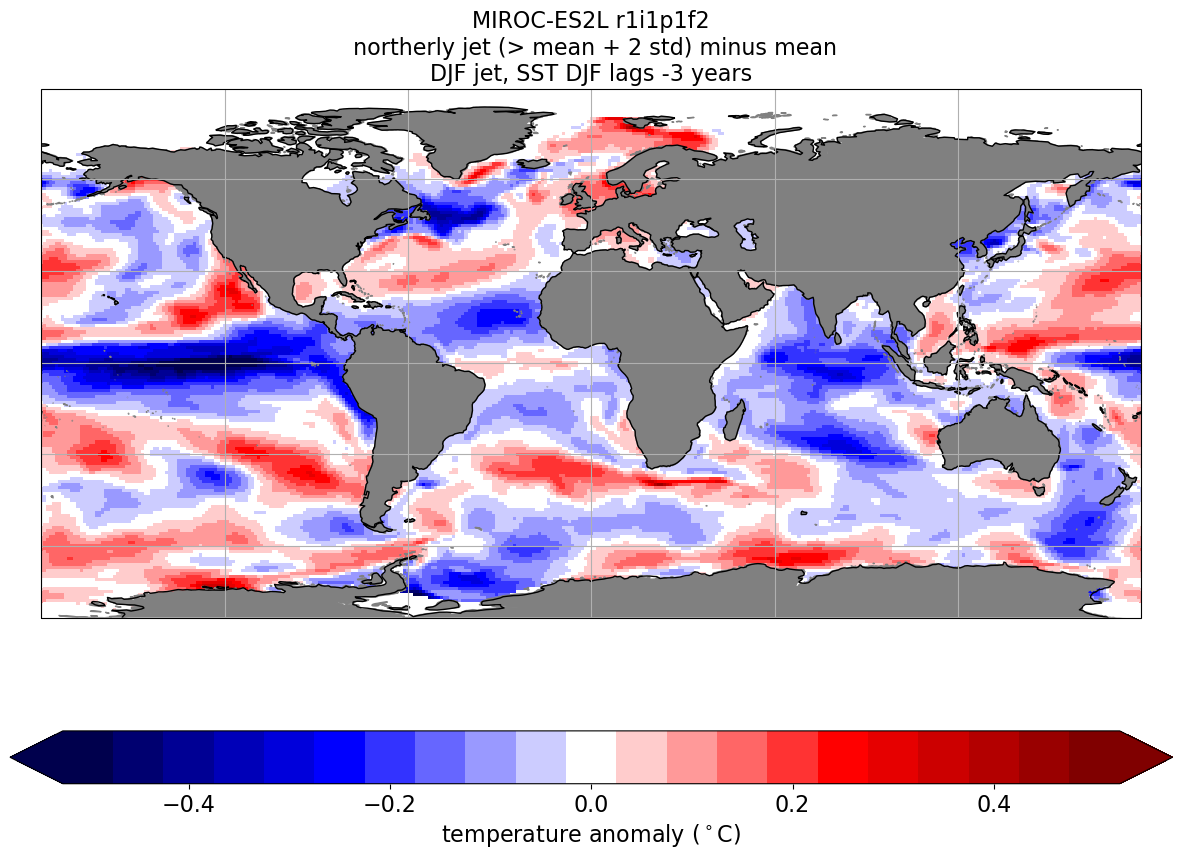 MIROC-ES2L r1i1p1f2
northerly jet (> mean + 2 std) minus mean
DJF jet, SST DJF lags -3 years
−0.4 −0.2 0.0 0.2 0.4
temperature anomaly (°C)